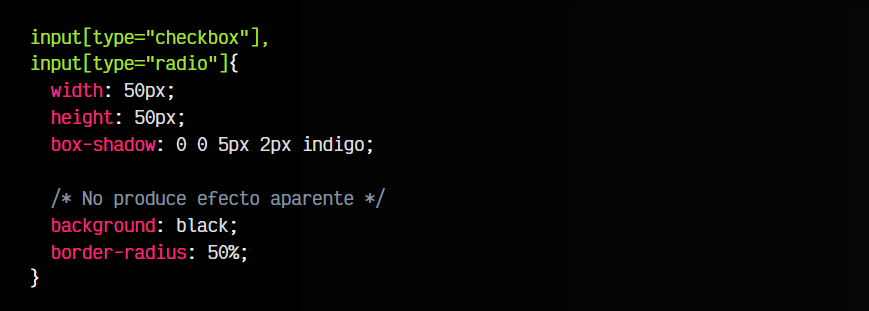 input[type="checkbox"],
input[type="radio"]{
  width: 50px;
  height: 50px;
  box-shadow: 0 0 5px 2px indigo;

  /* No produce efecto aparente */
  background: black;
  border-radius: 50%;
}